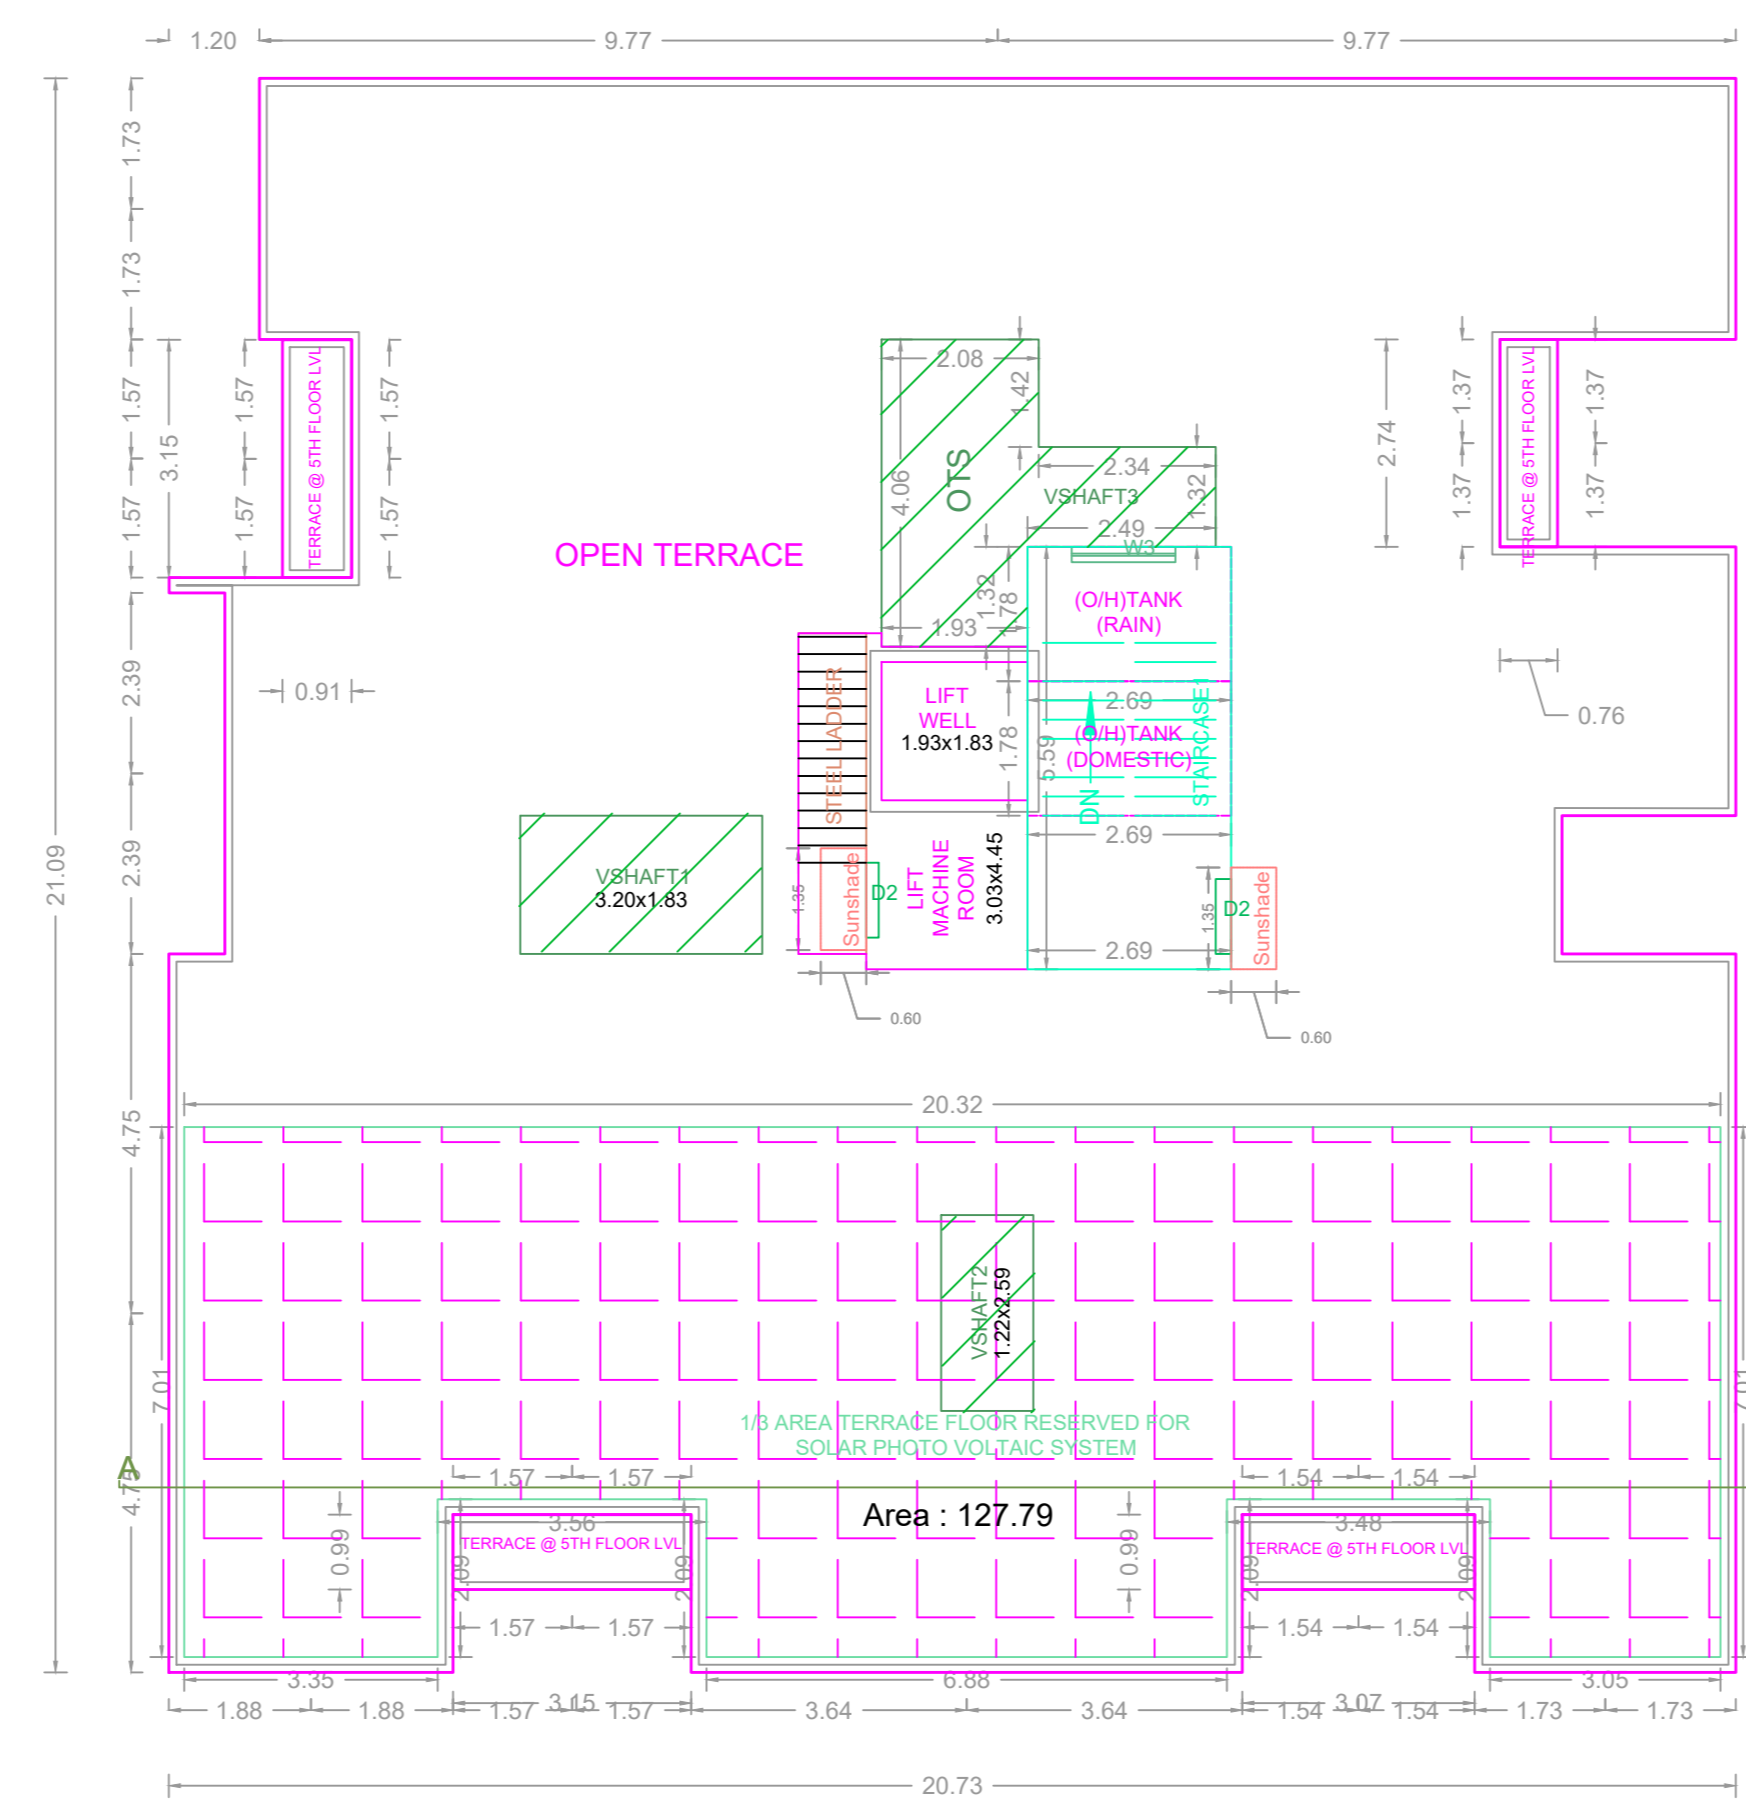 1.20
9.77
9.77
1.73
1.73
1.57
1.57
3.15
1.57
1.57
TERRACE @ 5TH FLOOR LVL
1.57
1.57
2.08
1.42
4.06
OTS
2.34
VSHAFT3
1.32
2.49
W3
2.74
1.37
1.37
TERRACE @ 5TH FLOOR LVL
1.37
1.37
OPEN TERRACE
1.32
1.78
1.93
(O/H)TANK
(RAIN)
2.39
0.91
0.76
STEEL LADDER
LIFT
WELL
1.93x1.83
2.69
1.78
5.59
(O/H)TANK
(DOMESTIC)
STAIRCASE1
DN
2.69
21.09
2.39
VSHAFT1
3.20x1.83
1.35
Sunshade
D2
LIFT
MACHINE
ROOM
3.03x4.45
1.35
D2
Sunshade
2.69
0.60
0.60
20.32
4.75
7.01
7.01
VSHAFT2
1.22x2.59
1/3 AREA TERRACE FLOOR RESERVED FOR
SOLAR PHOTO VOLTAIC SYSTEM
A
4.75
1.57
1.57
1.54
1.54
Area : 127.79
3.56
3.48
0.99
TERRACE @ 5TH FLOOR LVL
0.99
TERRACE @ 5TH FLOOR LVL
2.09
2.09
2.09
2.09
1.57
1.57
1.54
1.54
3.35
6.88
3.05
1.88
1.88
1.57
3.15
1.57
3.64
3.64
1.54
3.07
1.54
1.73
1.73
20.73